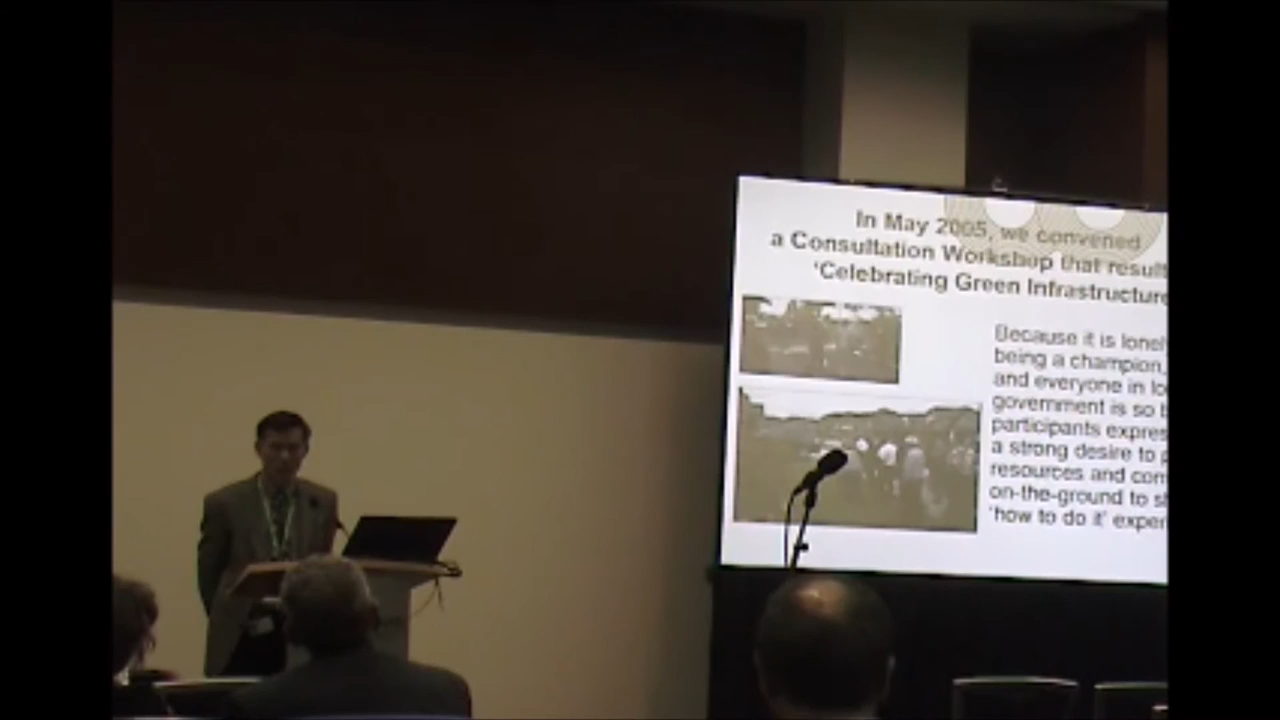 In May 2005, we convened
a Consultation Workshop that result
'Celebrating Green Infrastructure
Because it is lonel
being a champion,
and everyone in lo
government is so b
participants expres
a strong desire to p
resources and com
on-the-ground to s
'how to do it' exper